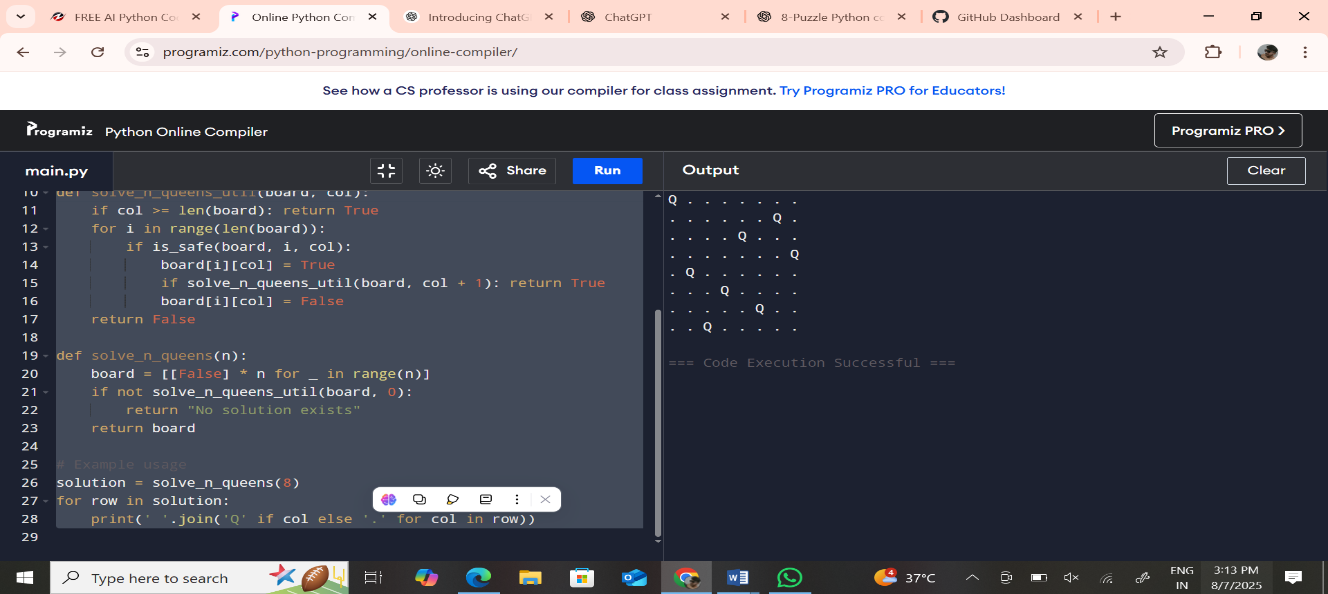 FREE AI Python Co
Online Python Com
Introducing ChatG
ChatGPT
8-Puzzle Python co
GitHub Dashboard
programiz.com/python-programming/online-compiler/
See how a CS professor is using our compiler for class assignment. Try Programiz PRO for Educators!
Programiz Python Online Compiler
Programiz PRO >
main.py
Share
Run
Output
Clear
10 def solve_n_queens_util(board, col):
11 if col >= len(board): return True
12 for i in range(len(board)):
13 if is_safe(board, i, col):
14 board[i][col] = True
15 if solve_n_queens_util(board, col + 1): return True
16 board[i][col] = False
17 return False
18
19 def solve_n_queens(n):
20 board = [[False] * n for _ in range(n)]
21 if not solve_n_queens_util(board, 0):
22 return "No solution exists"
23 return board
24
25 # Example usage
26 solution = solve_n_queens(8)
27 for row in solution:
28 print(' '.join('Q' if col else '.' for col in row))
29
Q . . . . . . .
. . . . . . Q .
. . . . Q . . .
. . . . . . . Q
. Q . . . . . .
. . . Q . . . .
. . . . . Q . .
. . Q . . . . .
=== Code Execution Successful ===
Type here to search
4
37°C
ENG
IN
3:13 PM
8/7/2025